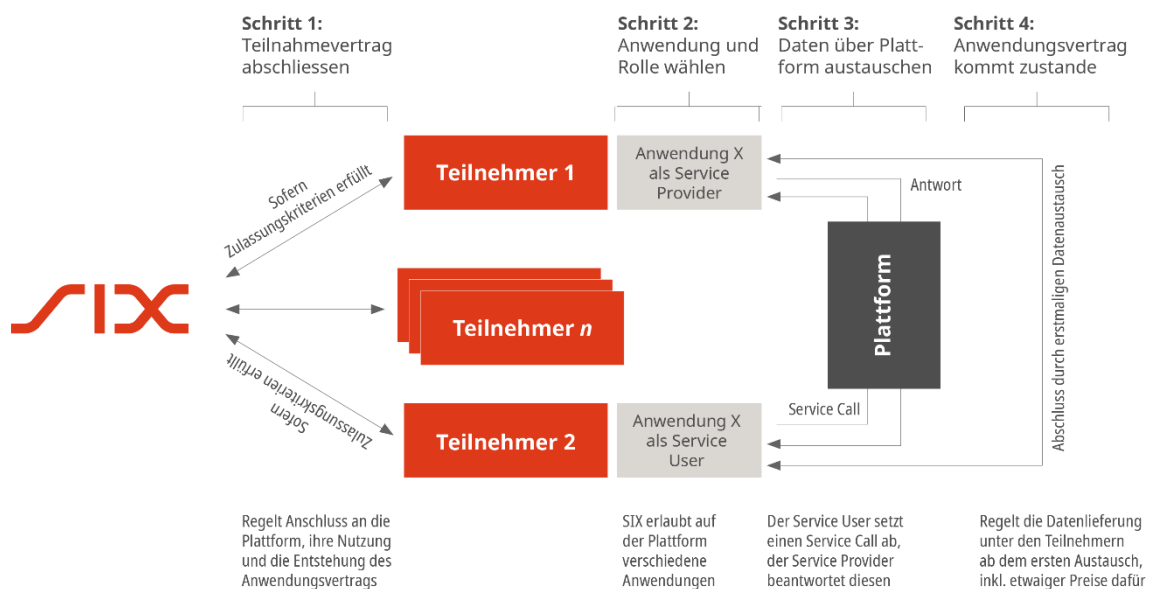 Schritt 1:
Teilnahmevertrag
abschliessen
Schritt 2:
Anwendung und
Rolle wählen
Schritt 3:
Daten über Platt-
form austauschen
Schritt 4:
Anwendungsvertrag
kommt zustande
SIX
Sofern
Zulassungskriterien erfüllt
Teilnehmer 1
Anwendung X
als Service
Provider
Antwort
Teilnehmer n
Plattform
Abschluss durch erstmaligen Datenaustausch
Sofern
Zulassungskriterien erfüllt
Teilnehmer 2
Anwendung X
als Service
User
Service Call
Regelt Anschluss an die
Plattform, ihre Nutzung
und die Entstehung des
Anwendungsvertrags
SIX erlaubt auf
der Plattform
verschiedene
Anwendungen
Der Service User setzt
einen Service Call ab,
der Service Provider
beantwortet diesen
Regelt die Datenlieferung
unter den Teilnehmern
ab dem ersten Austausch,
inkl. etwaiger Preise dafür